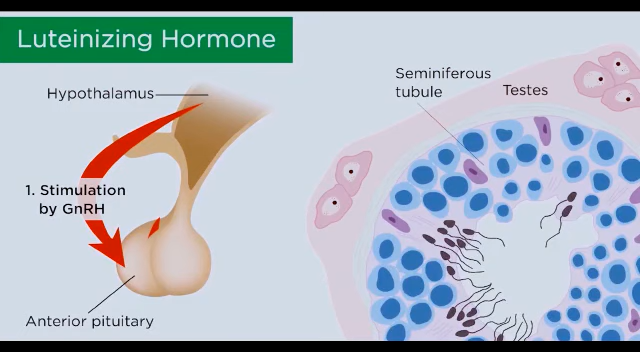 Luteinizing Hormone
Hypothalamus
Seminiferous
tubule
Testes
1. Stimulation
by GnRH
Anterior pituitary